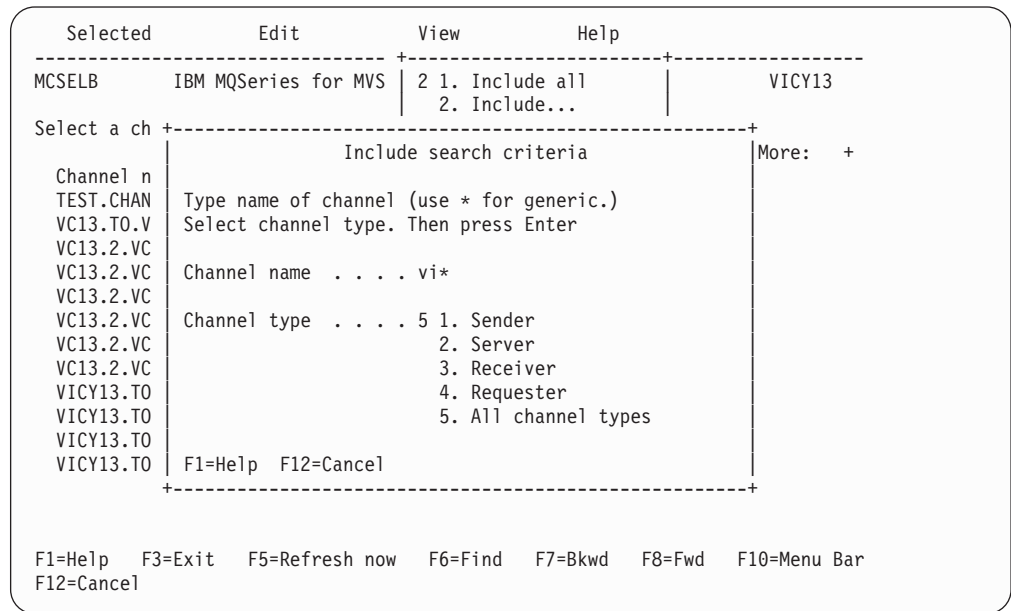 Selected Edit View Help
--------------------------------- +------------------------+------------------
MCSELB IBM MQSeries for MVS | 2 1. Include all | VICY13
| 2. Include... |
Select a ch +------------------------------------------------------+
| Include search criteria |More: +
Channel n | |
TEST.CHAN | Type name of channel (use * for generic.) |
VC13.TO.V | Select channel type. Then press Enter |
VC13.2.VC | |
VC13.2.VC | Channel name . . . . vi* |
VC13.2.VC | |
VC13.2.VC | Channel type . . . . 5 1. Sender |
VC13.2.VC | 2. Server |
VC13.2.VC | 3. Receiver |
VICY13.TO | 4. Requester |
VICY13.TO | 5. All channel types |
VICY13.TO | |
VICY13.TO | F1=Help F12=Cancel |
+------------------------------------------------------+
F1=Help F3=Exit F5=Refresh now F6=Find F7=Bkwd F8=Fwd F10=Menu Bar
F12=Cancel